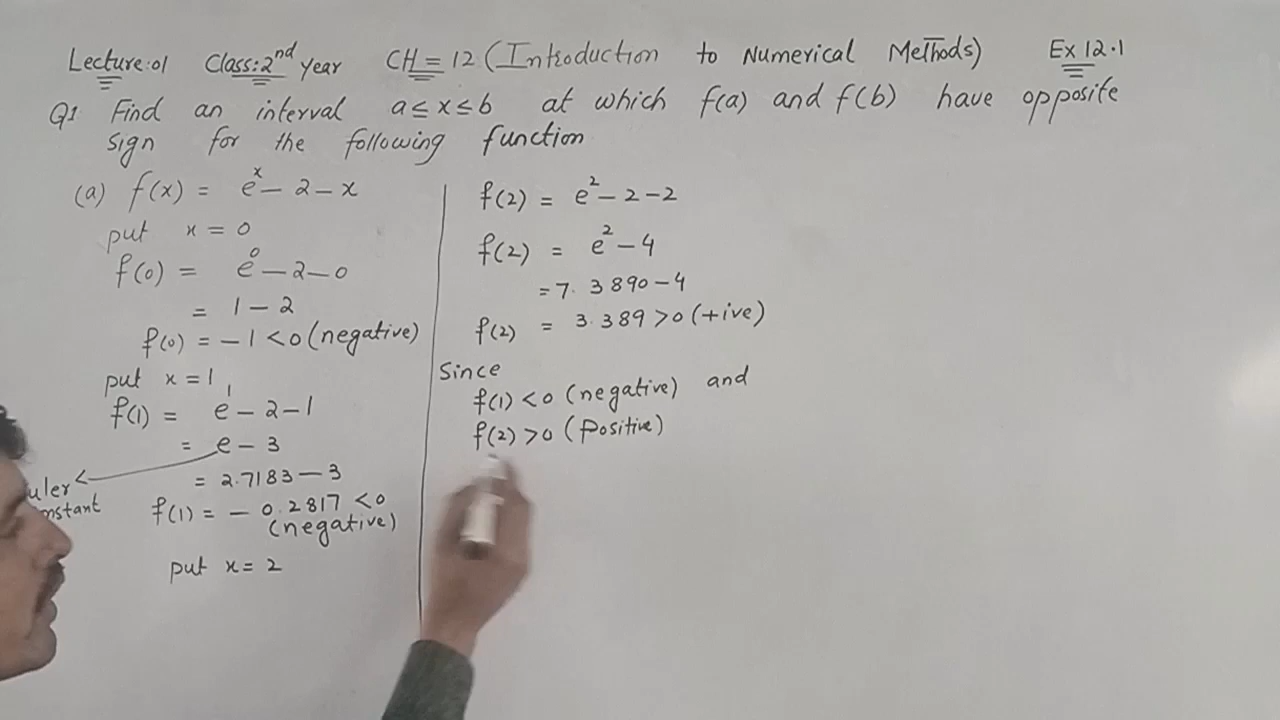 Lecture:01 Class:2nd year CH = 12 (Introduction to Numerical Methods) Ex 12.1
Q1 Find an interval a ≤ x ≤ b at which f(a) and f(b) have opposite
sign for the following function
(a) f(x) = e^x - 2 - x
put x = 0
f(0) = e^0 - 2 - 0
= 1 - 2
f(0) = -1 < 0 (negative)
put x = 1
f(1) = e^1 - 2 - 1
= e - 3
= 2.7183 - 3
uler
nstant
f(1) = - 0.2817 < 0
(negative)
put x = 2
f(2) = e^2 - 2 - 2
f(2) = e^2 - 4
= 7.3890 - 4
f(2) = 3.389 > 0 (+ive)
Since
f(1) < 0 (negative) and
f(2) > 0 (Positive)